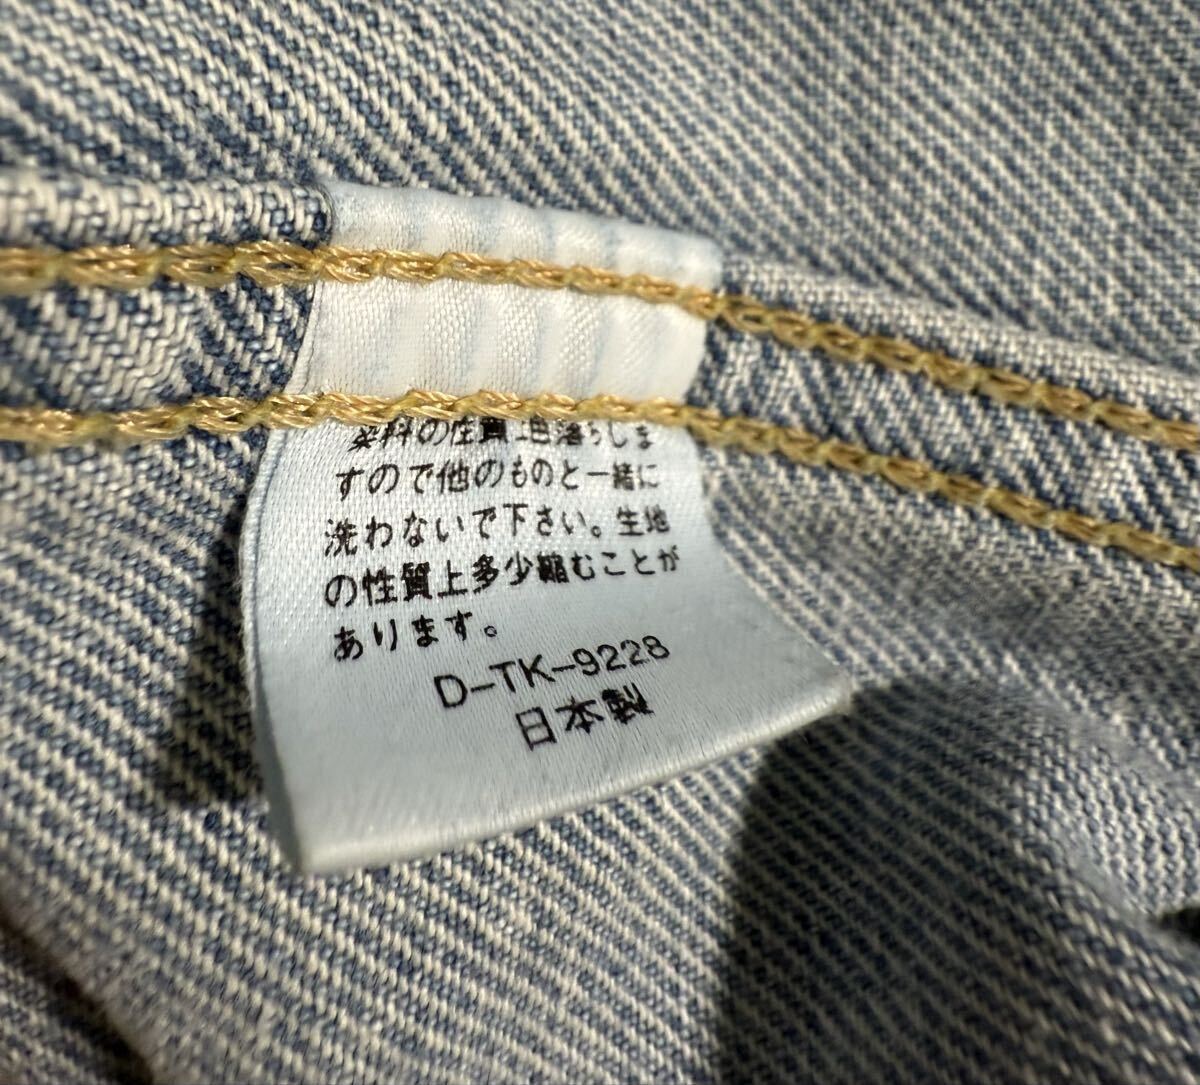 染料の性質上色落ちしま
すので他のものと一緒に
洗わないで下さい。生地
の性質上多少縮むことが
あります。
D-TK-9228
日本製